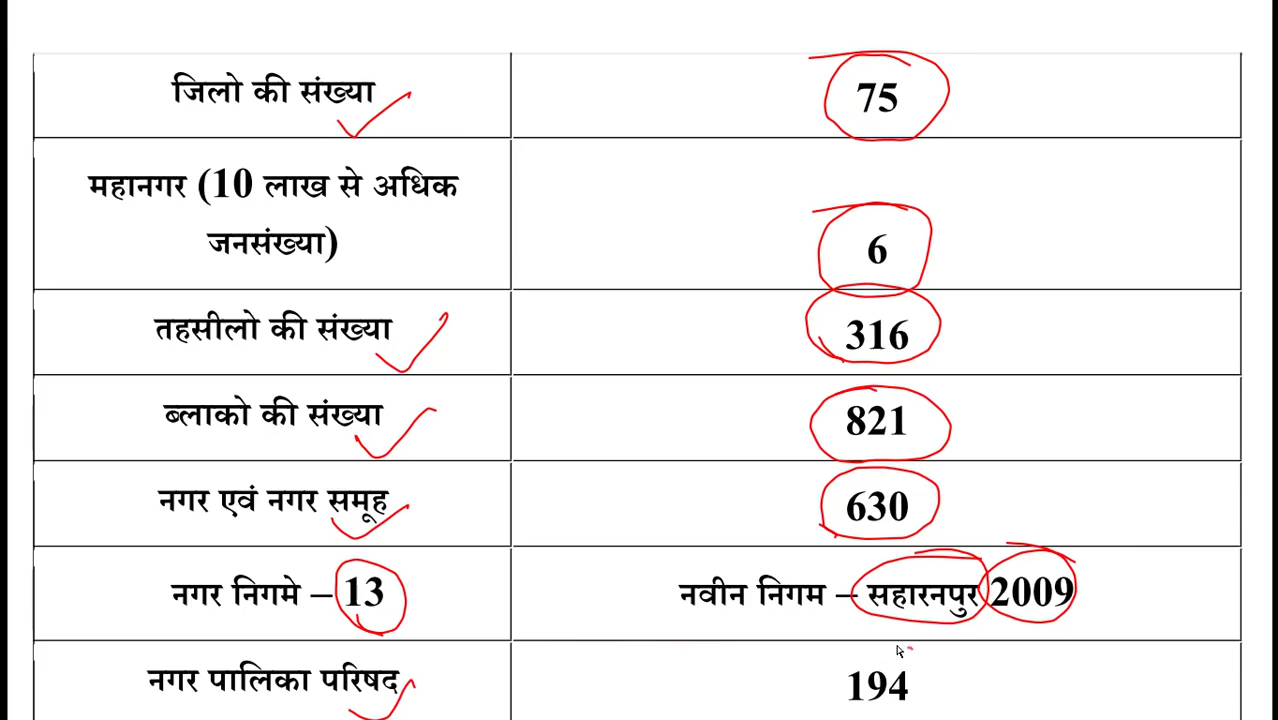 जिलो की संख्या
75
महानगर (10 लाख से अधिक
जनसंख्या)
6
तहसीलो की संख्या
316
ब्लाको की संख्या
821
नगर एवं नगर समूह
630
नगर निगमे – 13
नवीन निगम – सहारनपुर 2009
नगर पालिका परिषद
194